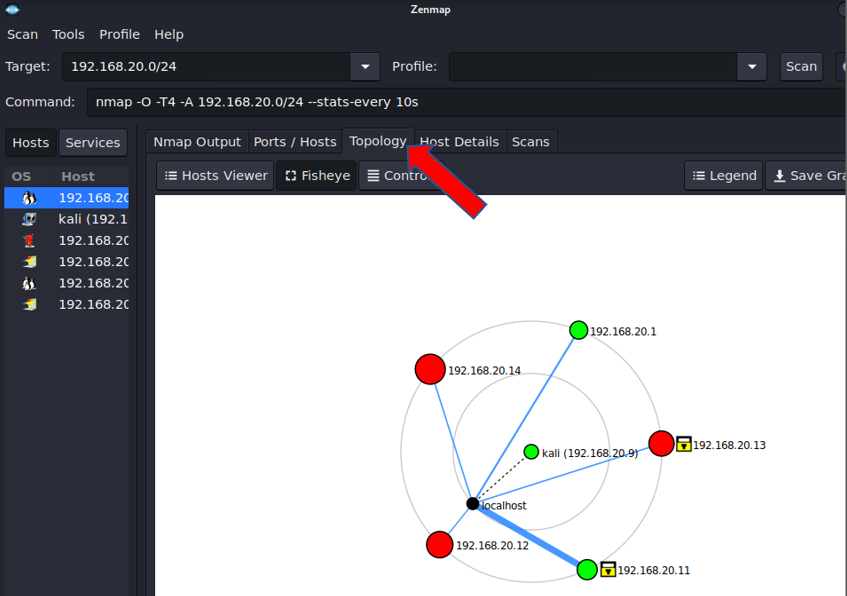 Zenmap
Scan Tools Profile Help
Target: 192.168.20.0/24 Profile: Scan
Command: nmap -O -T4 -A 192.168.20.0/24 --stats-every 10s
Hosts Services
Nmap Output Ports / Hosts Topology Host Details Scans
OS Host
Hosts Viewer Fisheye Contro Legend Save Gra
192.168.20
kali (192.1
192.168.20
192.168.20
192.168.20
192.168.20
192.168.20.1
192.168.20.14
192.168.20.13
kali (192.168.20.9)
localhost
192.168.20.12
192.168.20.11